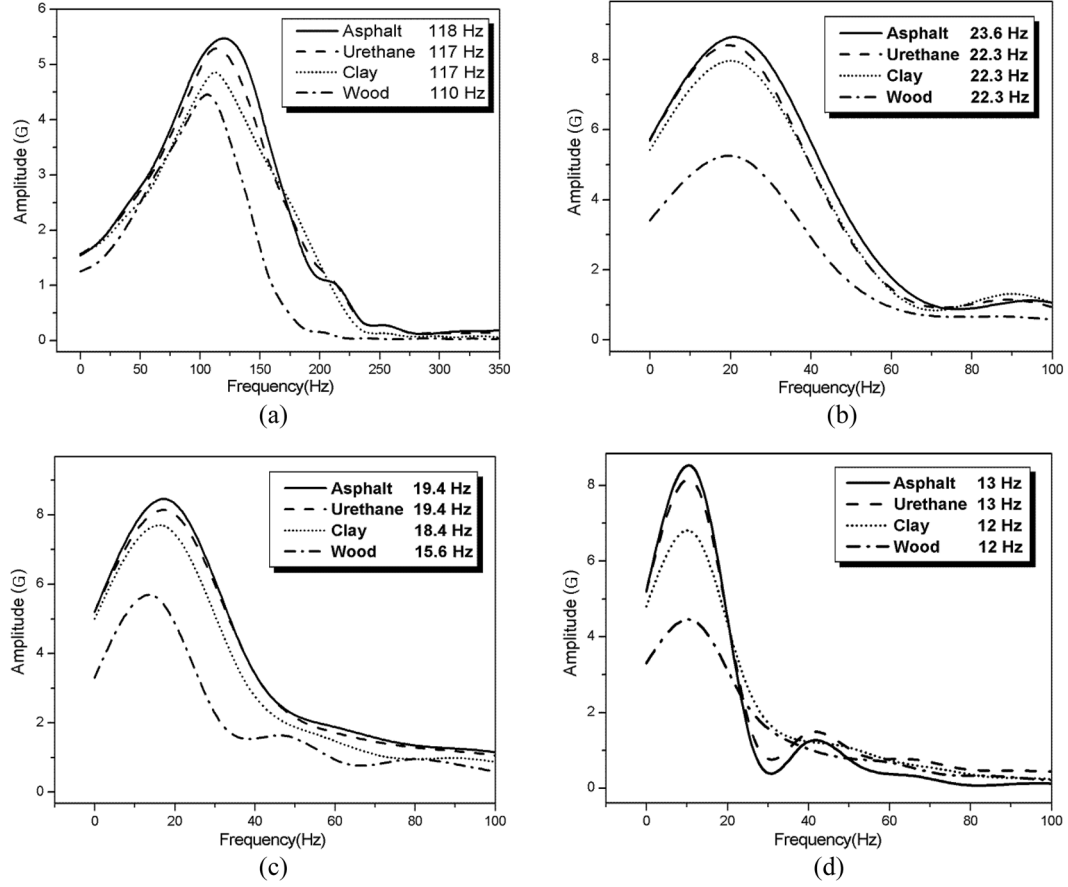 Asphalt 118 Hz
Urethane 117 Hz
Clay 117 Hz
Wood 110 Hz
6
5
4
3
2
1
0
Amplitude (G)
0 50 100 150 200 250 300 350
Frequency(Hz)
(a)
Asphalt 23.6 Hz
Urethane 22.3 Hz
Clay 22.3 Hz
Wood 22.3 Hz
8
6
4
2
0
Amplitude (G)
0 20 40 60 80 100
Frequency(Hz)
(b)
Asphalt 19.4 Hz
Urethane 19.4 Hz
Clay 18.4 Hz
Wood 15.6 Hz
8
6
4
2
0
Amplitude (G)
0 20 40 60 80 100
Frequency(Hz)
(c)
Asphalt 13 Hz
Urethane 13 Hz
Clay 12 Hz
Wood 12 Hz
8
6
4
2
0
Amplitude (G)
0 20 40 60 80 100
Frequency(Hz)
(d)